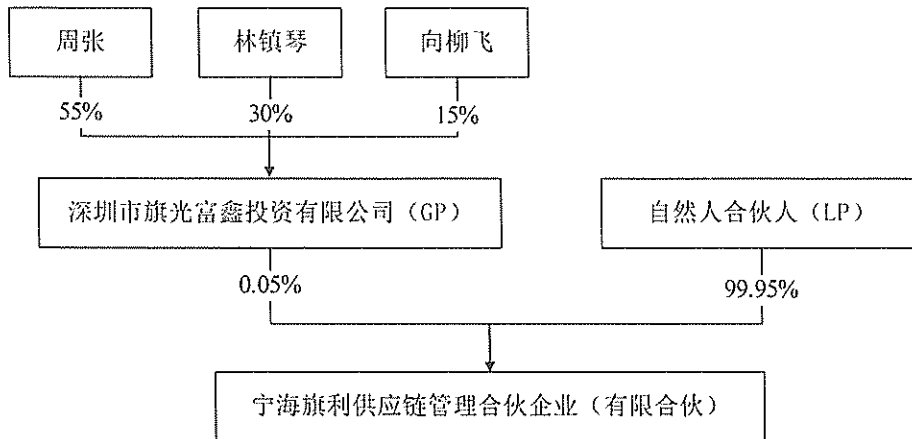 周张
林镇琴
向柳飞
55%
30%
15%
深圳市旗光富鑫投资有限公司（GP）
自然人合伙人（LP）
0.05%
99.95%
宁海旗利供应链管理合伙企业（有限合伙）